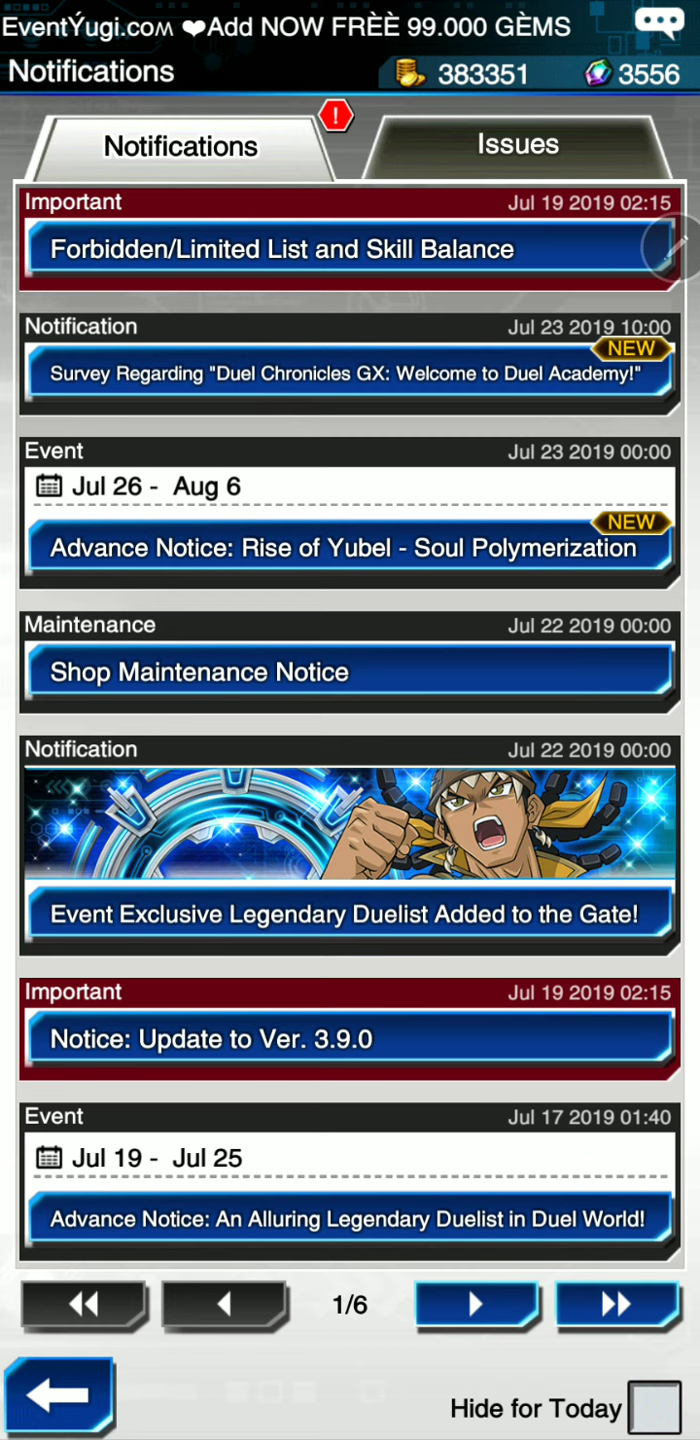 EventÝugi.coм ❤Add NOW FRÈÈ 99.000 GÈMS
Notifications 383351 3556
Notifications ! Issues
Important Jul 19 2019 02:15
Forbidden/Limited List and Skill Balance
Notification Jul 23 2019 10:00
NEW
Survey Regarding "Duel Chronicles GX: Welcome to Duel Academy!"
Event Jul 23 2019 00:00
Jul 26 - Aug 6
NEW
Advance Notice: Rise of Yubel - Soul Polymerization
Maintenance Jul 22 2019 00:00
Shop Maintenance Notice
Notification Jul 22 2019 00:00
Event Exclusive Legendary Duelist Added to the Gate!
Important Jul 19 2019 02:15
Notice: Update to Ver. 3.9.0
Event Jul 17 2019 01:40
Jul 19 - Jul 25
Advance Notice: An Alluring Legendary Duelist in Duel World!
1/6
Hide for Today